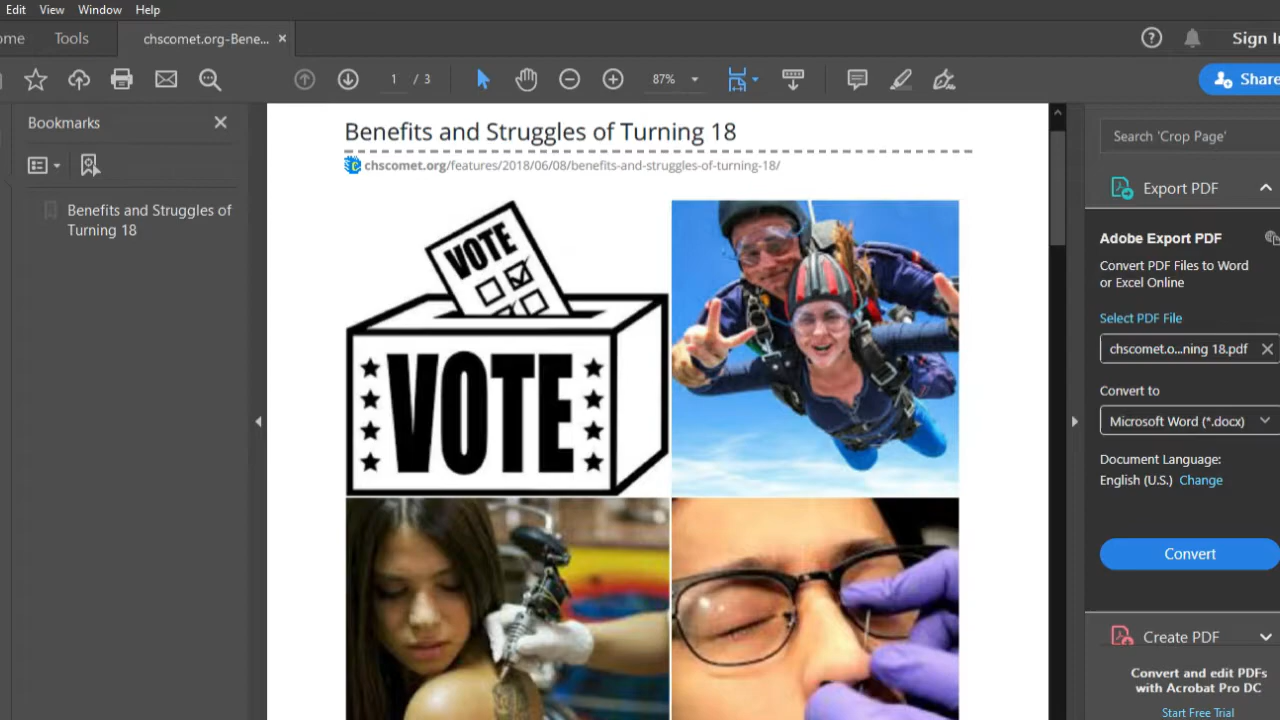 Edit View Window Help
ome Tools chscomet.org-Bene... ×
Sign I
1 / 3 87% Share
Bookmarks
Benefits and Struggles of
Turning 18
Benefits and Struggles of Turning 18
chscomet.org/features/2018/06/08/benefits-and-struggles-of-turning-18/
VOTE
VOTE
Search 'Crop Page'
Export PDF
Adobe Export PDF
Convert PDF Files to Word
or Excel Online
Select PDF File
chscomet.o...ning 18.pdf
Convert to
Microsoft Word (*.docx)
Document Language:
English (U.S.) Change
Convert
Create PDF
Convert and edit PDFs
with Acrobat Pro DC
Start Free Trial